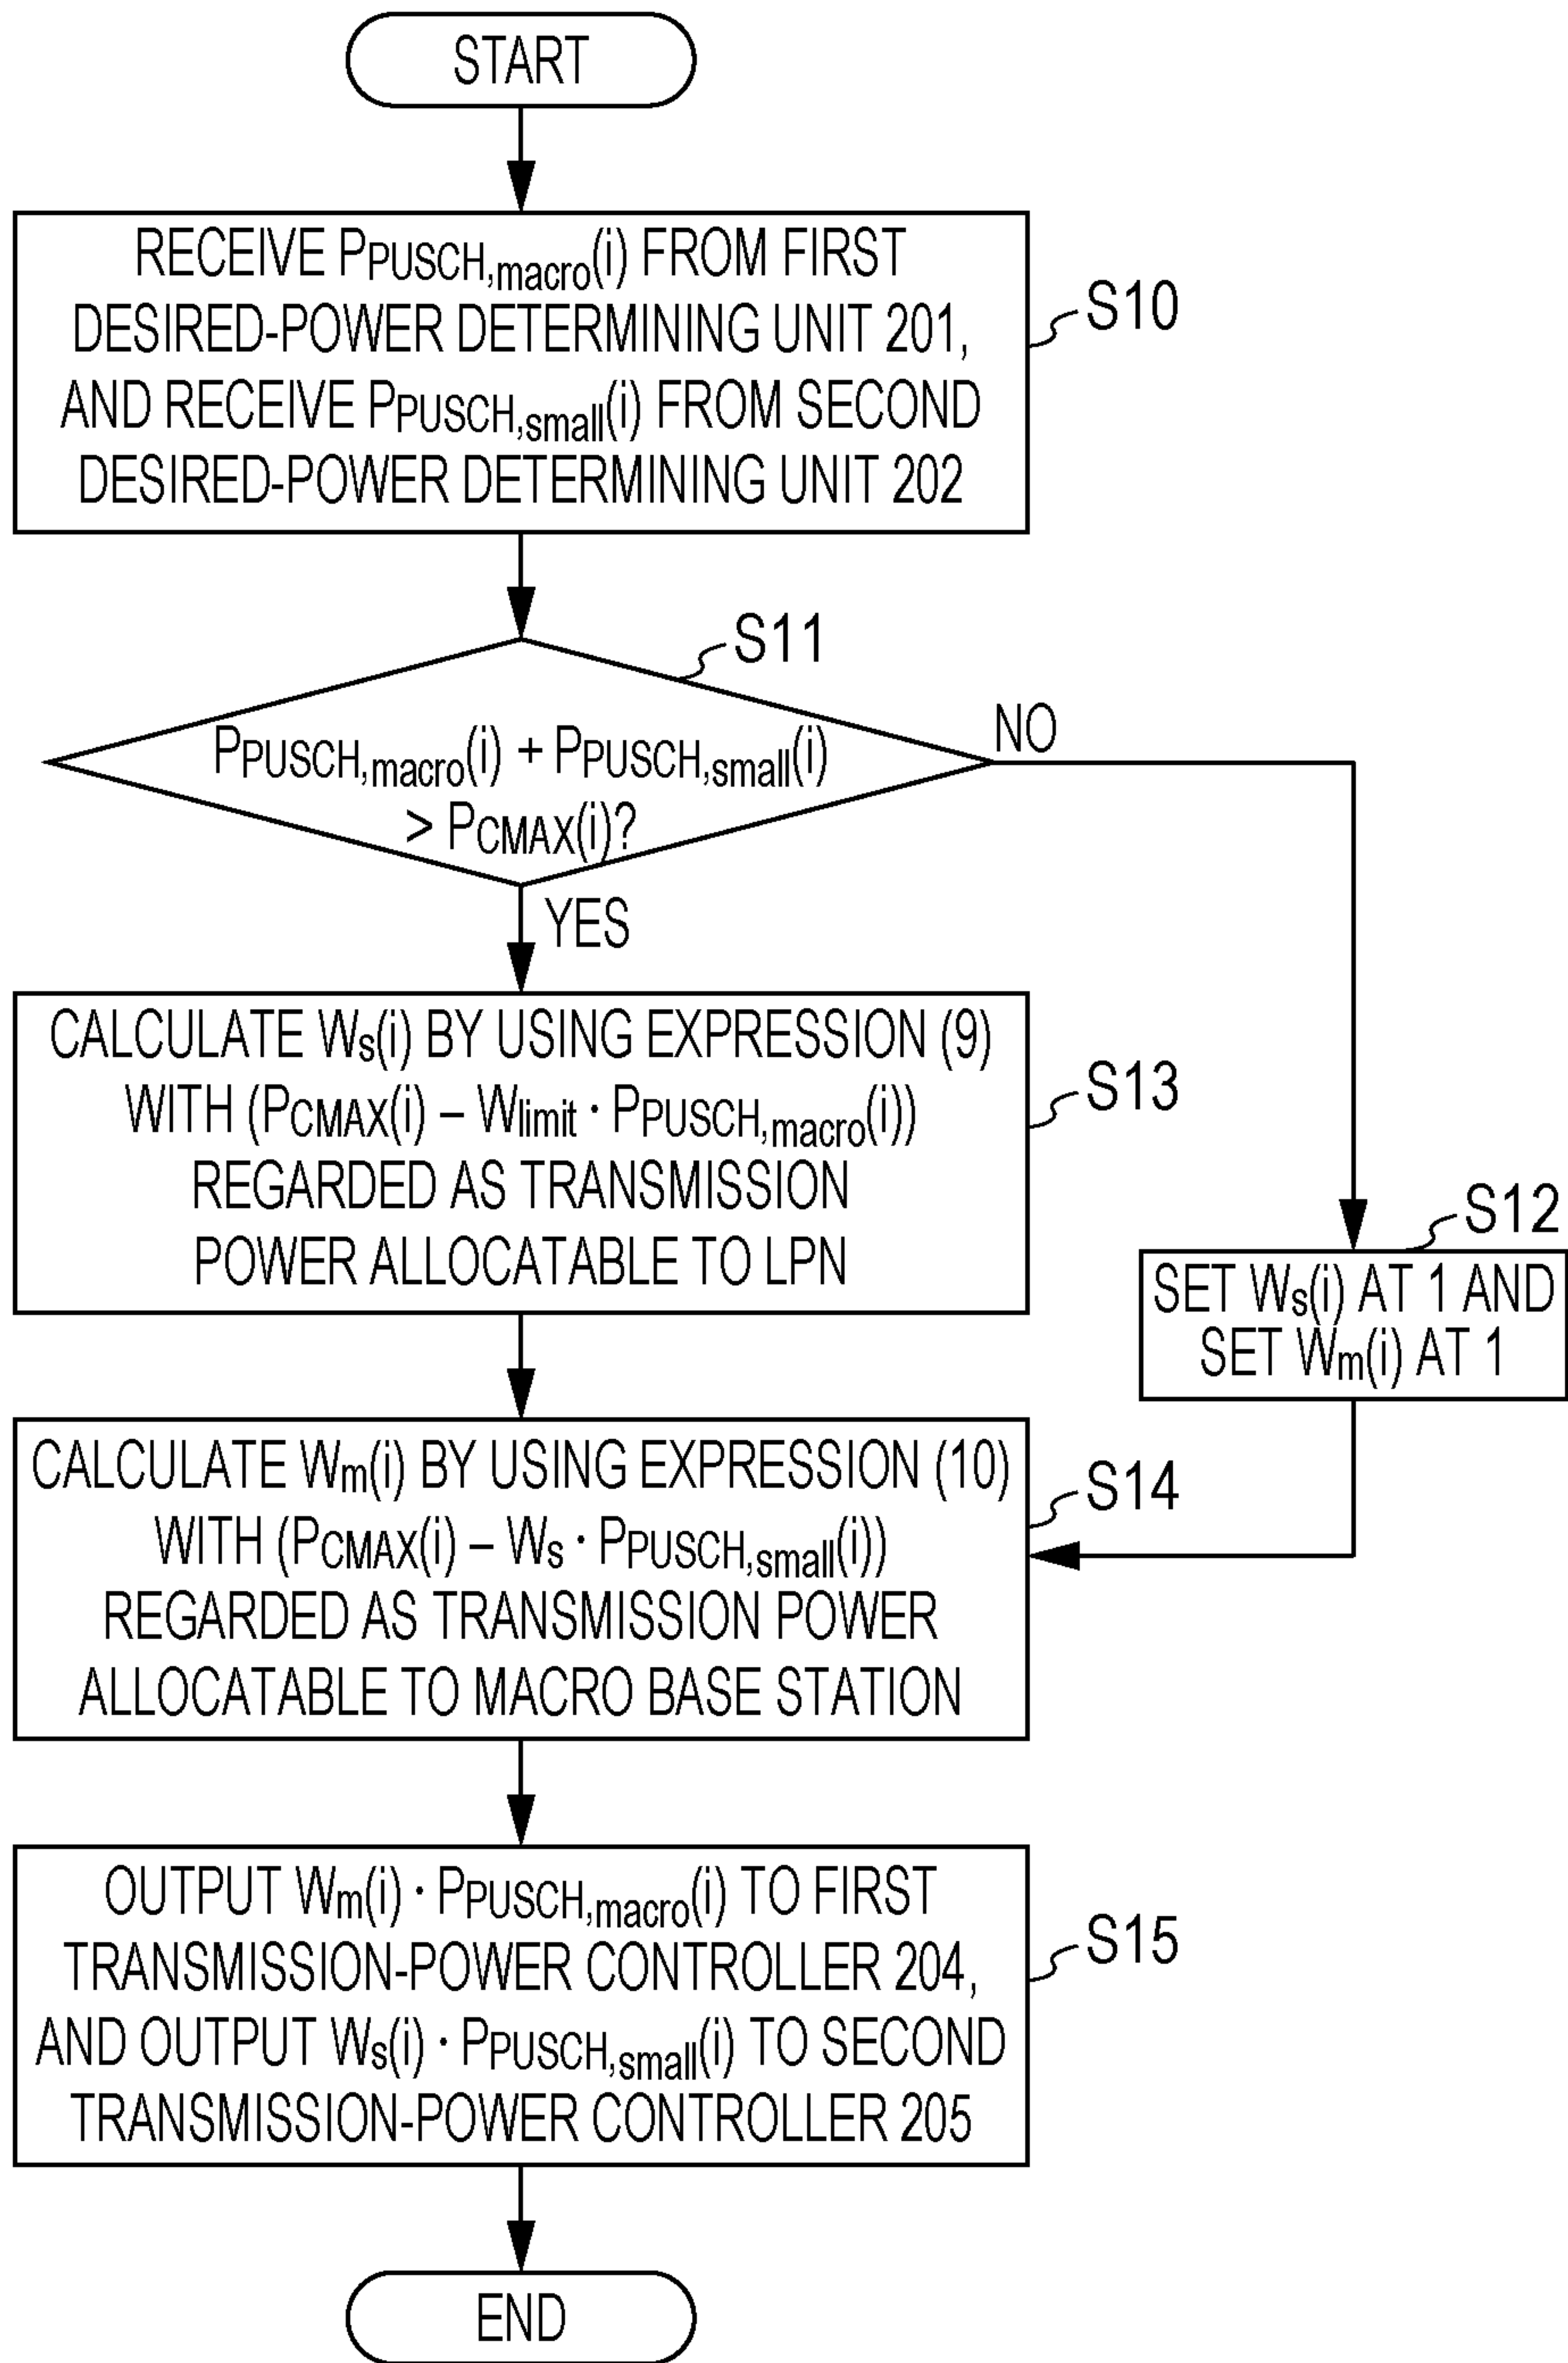 START
RECEIVE PPUSCH,macro(i) FROM FIRST
DESIRED-POWER DETERMINING UNIT 201,
AND RECEIVE PPUSCH,small(i) FROM SECOND
DESIRED-POWER DETERMINING UNIT 202
S10
S11
PPUSCH,macro(i) + PPUSCH,small(i)
> PCMAX(i)?
NO
YES
CALCULATE Ws(i) BY USING EXPRESSION (9)
WITH (PCMAX(i) – Wlimit · PPUSCH,macro(i))
REGARDED AS TRANSMISSION
POWER ALLOCATABLE TO LPN
S13
S12
SET Ws(i) AT 1 AND
SET Wm(i) AT 1
CALCULATE Wm(i) BY USING EXPRESSION (10)
WITH (PCMAX(i) – Ws · PPUSCH,small(i))
REGARDED AS TRANSMISSION POWER
ALLOCATABLE TO MACRO BASE STATION
S14
OUTPUT Wm(i) · PPUSCH,macro(i) TO FIRST
TRANSMISSION-POWER CONTROLLER 204,
AND OUTPUT Ws(i) · PPUSCH,small(i) TO SECOND
TRANSMISSION-POWER CONTROLLER 205
S15
END